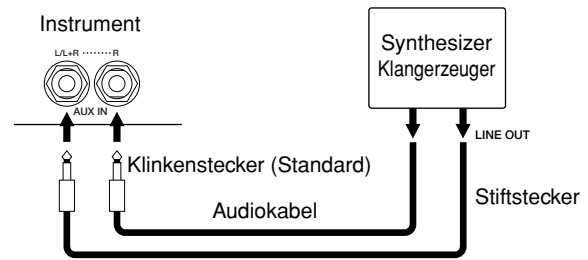 Instrument
L/L+R ········ R
AUX IN
Synthesizer
Klangerzeuger
LINE OUT
Klinkenstecker (Standard)
Audiokabel
Stiftstecker